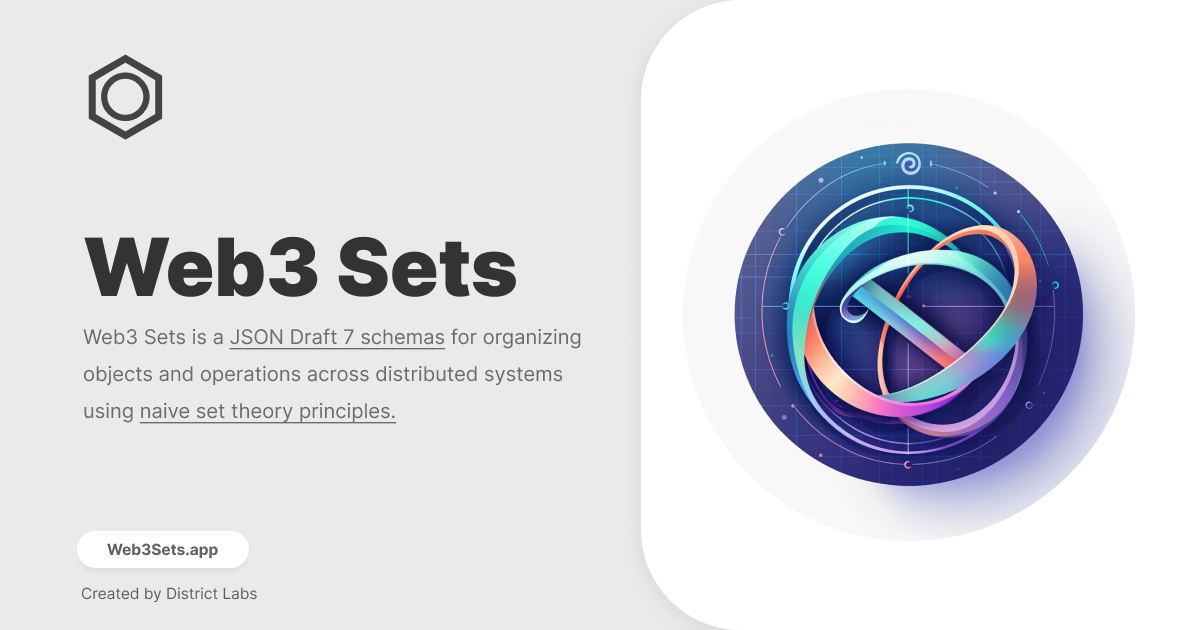 Web3 Sets
Web3 Sets is a JSON Draft 7 schemas for organizing
objects and operations across distributed systems
using naive set theory principles.
Web3Sets.app
Created by District Labs